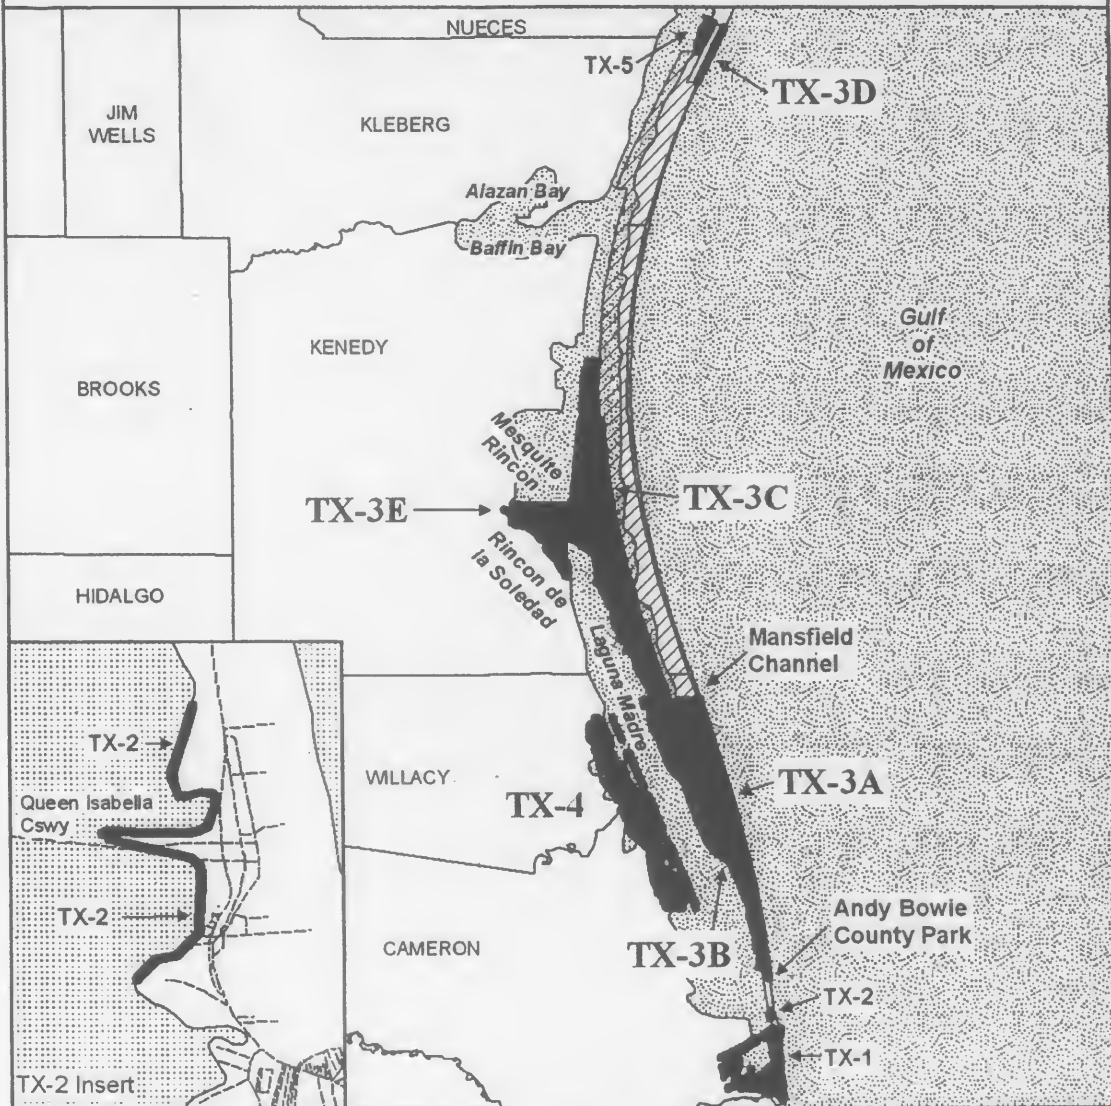 NUECES
TX-5
TX-3D
JIM
WELLS
KLEBERG
Alazan Bay
Baffin Bay
Gulf
of
Mexico
KENEDY
BROOKS
Mesquite
Rincon
TX-3E
TX-3C
Rincon de
la Soledad
HIDALGO
Laguna Madre
Mansfield
Channel
TX-2
WILLACY
TX-3A
Queen Isabella
Cswy
TX-4
TX-2
Andy Bowie
County Park
CAMERON
TX-3B
TX-2
TX-1
TX-2 Insert